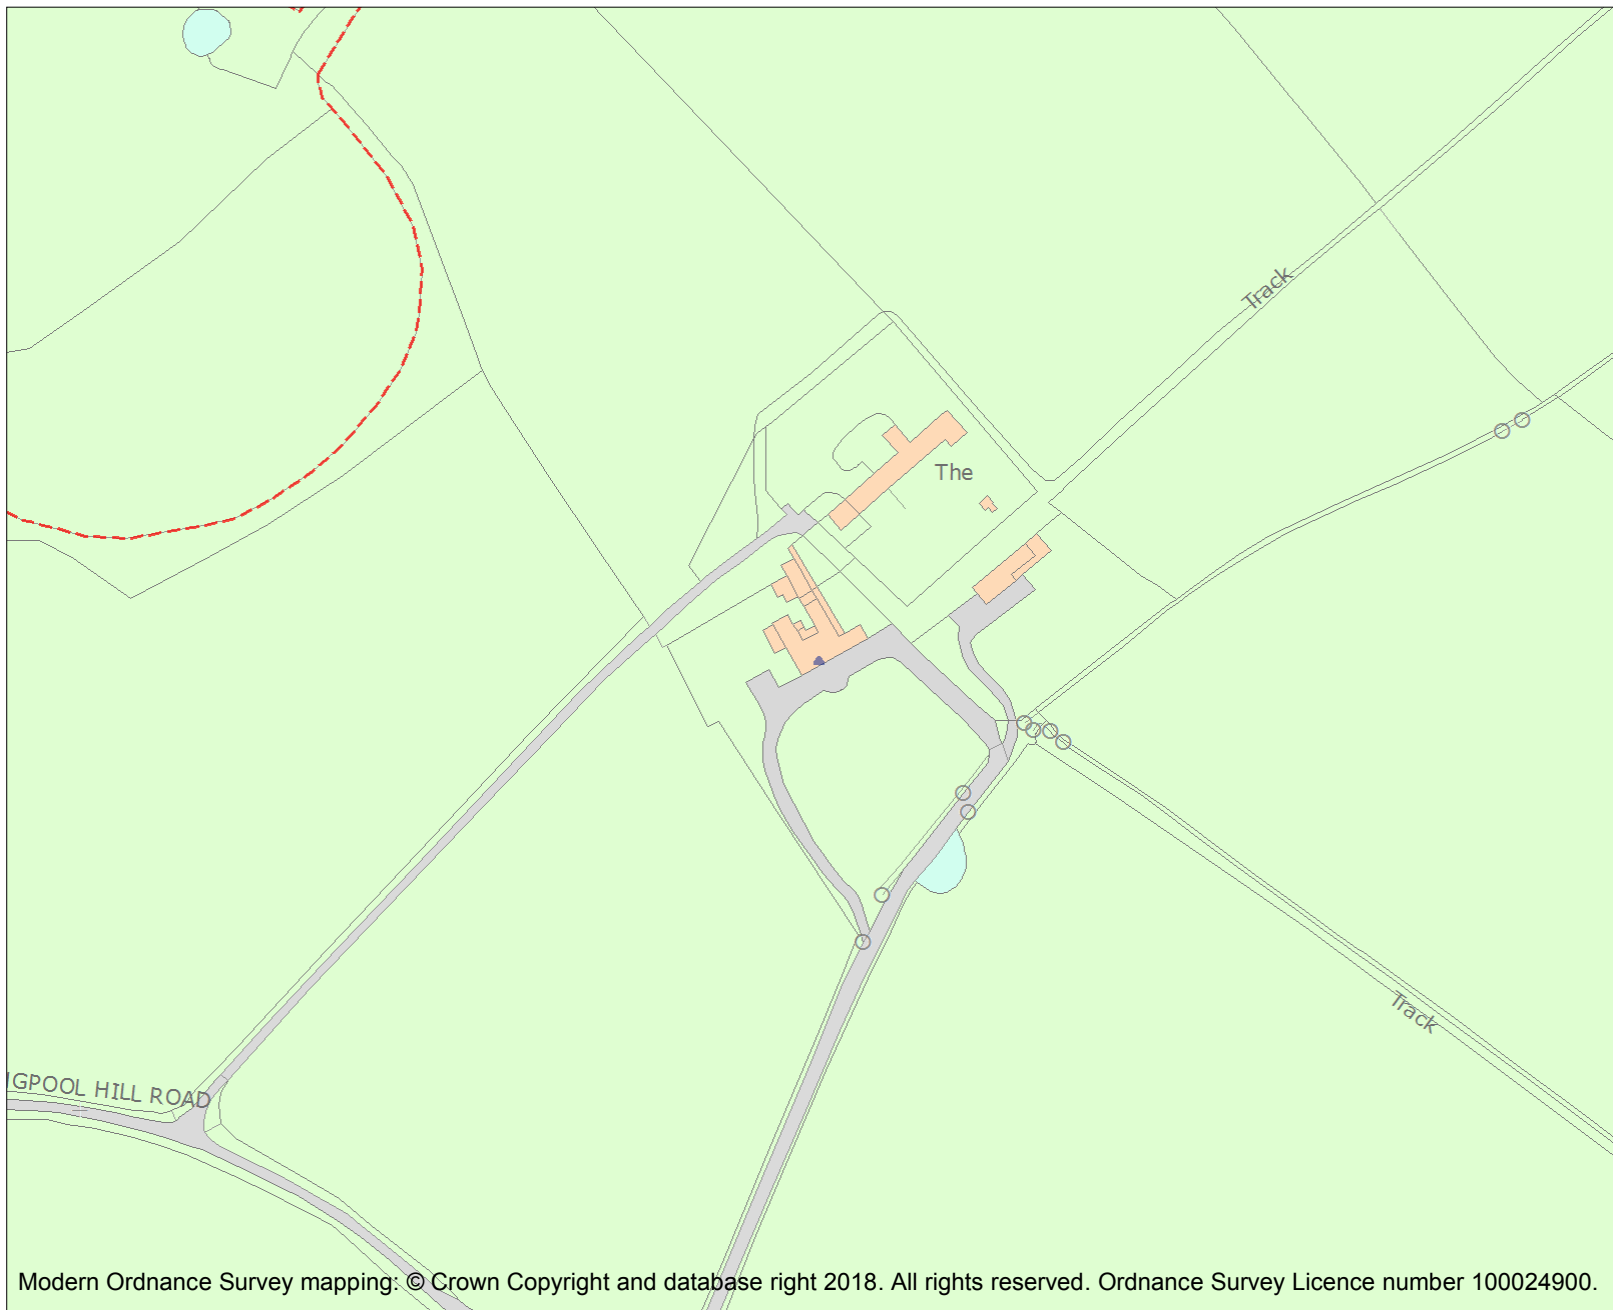 Track
The
Track
HILL ROAD
Modern Ordnance Survey mapping: © Crown Copyright and database right 2018. All rights reserved. Ordnance Survey Licence number 100024900.